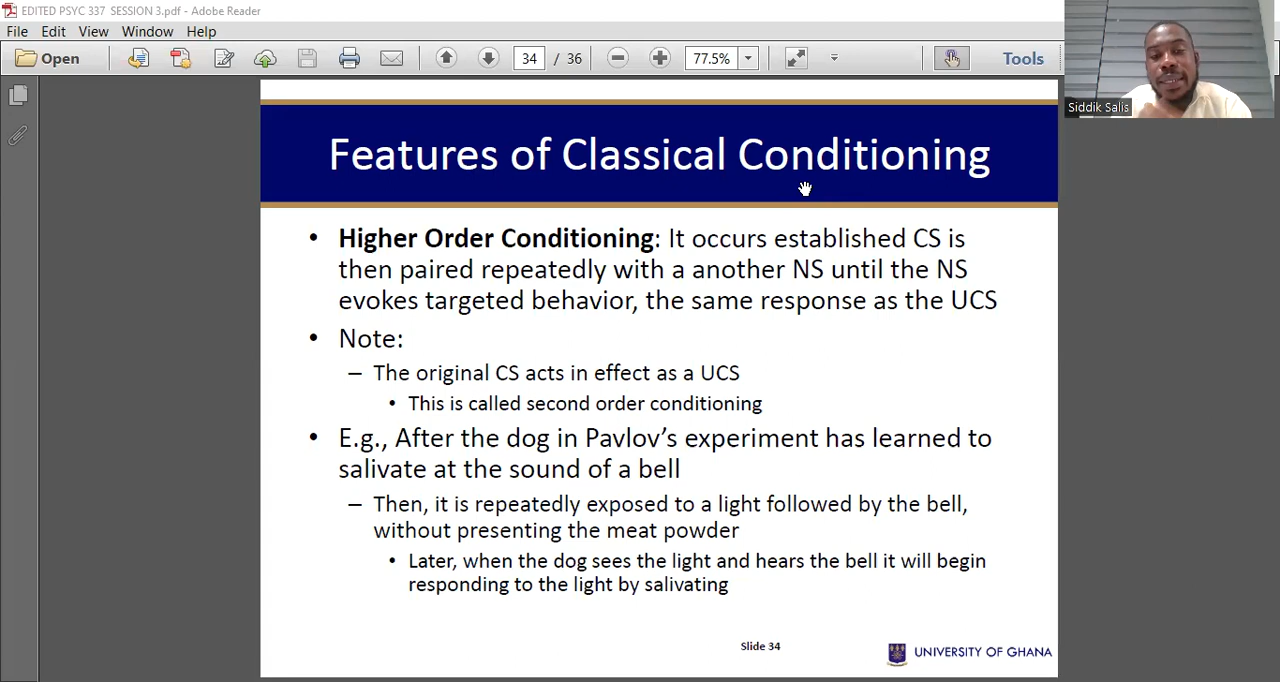 EDITED PSYC 337  SESSION 3.pdf - Adobe Reader
File Edit View Window Help
Open 34 / 36 77.5% Tools
Siddik Salis
Features of Classical Conditioning
• Higher Order Conditioning: It occurs established CS is
then paired repeatedly with a another NS until the NS
evokes targeted behavior, the same response as the UCS
• Note:
– The original CS acts in effect as a UCS
• This is called second order conditioning
• E.g., After the dog in Pavlov's experiment has learned to
salivate at the sound of a bell
– Then, it is repeatedly exposed to a light followed by the bell,
without presenting the meat powder
• Later, when the dog sees the light and hears the bell it will begin
responding to the light by salivating
Slide 34
UNIVERSITY OF GHANA